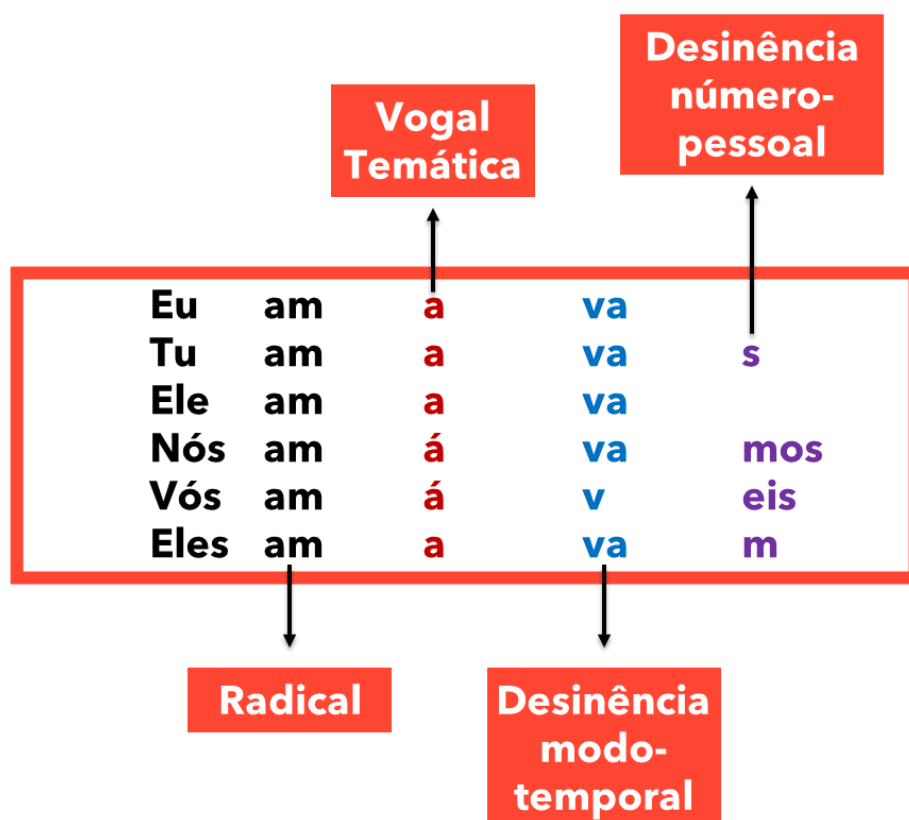 Desinência
número-
pessoal
Vogal
Temática
Eu am a va
Tu am a va s
Ele am a va
Nós am á va mos
Vós am á v eis
Eles am a va m
Radical
Desinência
modo-
temporal